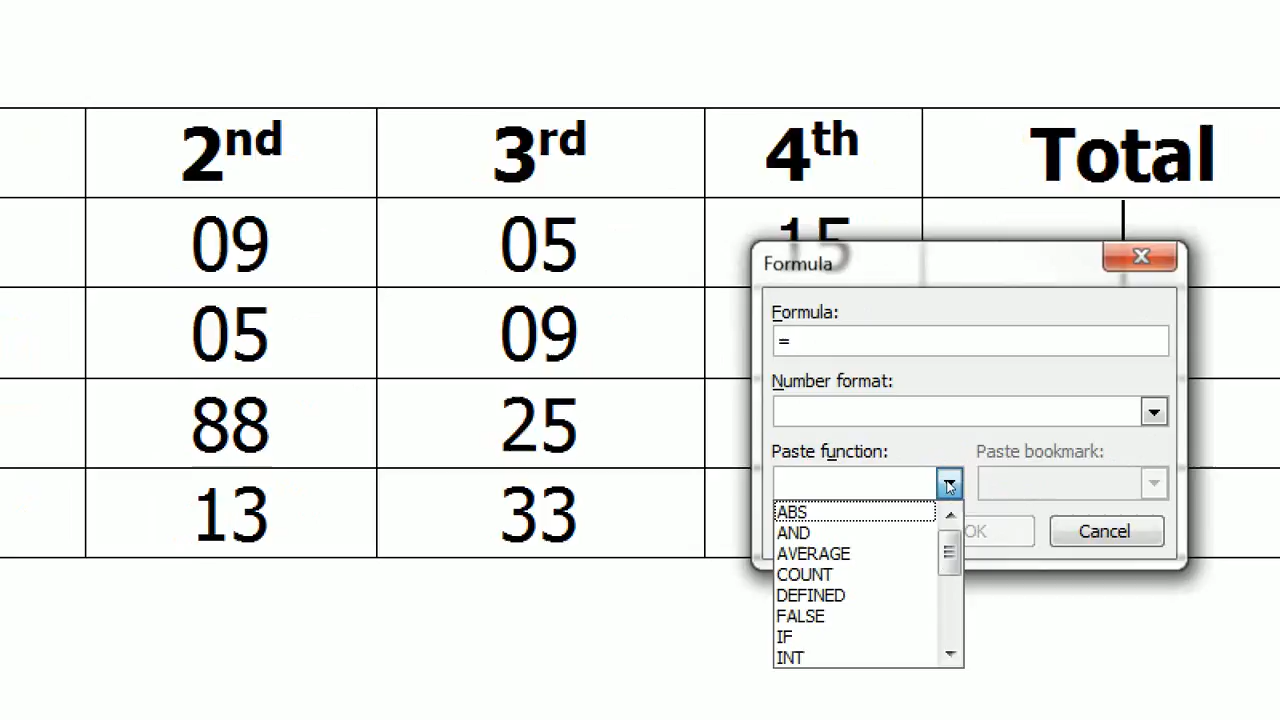 2nd 3rd 4th Total
09 05 15
05 09
88 25
13 33
Formula
Formula:
=
Number format:
Paste function: Paste bookmark:
OK Cancel
ABS
AND
AVERAGE
COUNT
DEFINED
FALSE
IF
INT